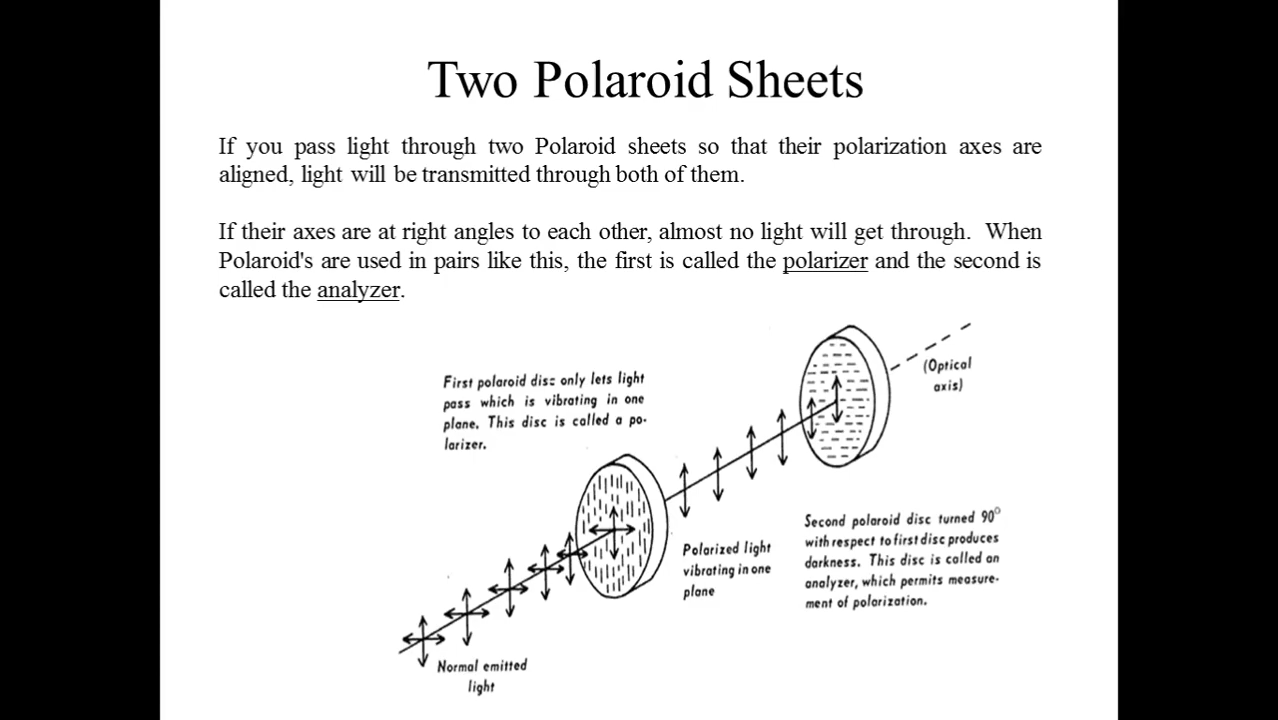 Two Polaroid Sheets
If you pass light through two Polaroid sheets so that their polarization axes are
aligned, light will be transmitted through both of them.
If their axes are at right angles to each other, almost no light will get through. When
Polaroid's are used in pairs like this, the first is called the polarizer and the second is
called the analyzer.
First polaroid disc only lets light
pass which is vibrating in one
plane. This disc is called a po-
larizer.
(Optical
axis)
Polarized light
vibrating in one
plane
Second polaroid disc turned 90°
with respect to first disc produces
darkness. This disc is called an
analyzer, which permits measure-
ment of polarization.
Normal emitted
light